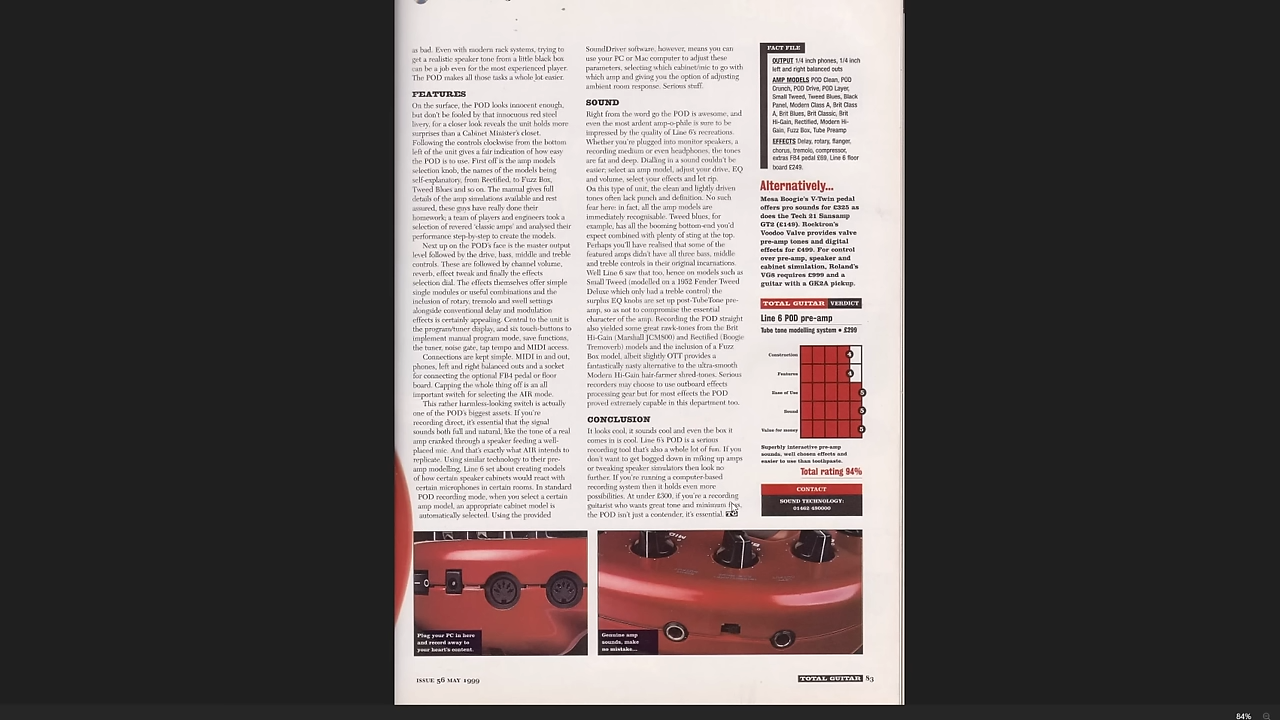 as bad. Even with modern rack systems, trying to
get a realistic speaker tone from a little black box
can be a job even for the most experienced player.
The POD makes all those tasks a whole lot easier.
FEATURES
On the surface, the POD looks innocent enough,
but don't be fooled by that innocuous red steel
livery, for a closer look reveals the unit holds more
surprises than a Cabinet Minister's closet.
Following the controls clockwise from the bottom
left of the unit gives a fair indication of how easy
the POD is to use. First off is the amp models
selection knob, the names of the models being
self-explanatory, from Rectified, to Fuzz Box,
Tweed Blues and so on. The manual gives full
details of the amp simulations available and rest
assured, these guys have really done their
homework; a team of players and engineers took a
selection of revered 'classic amps' and analysed their
performance step-by-step to create the models.
Next up on the POD's face is the master output
level followed by the drive, bass, middle and treble
controls. These are followed by channel volume,
reverb, effect tweak and finally the effects
selection dial. The effects themselves offer simple
single modules or useful combinations and the
inclusion of rotary, tremolo and swell settings
alongside conventional delay and modulation
effects is certainly appealing. Central to the unit is
the program/tuner display, and six touch-buttons to
implement manual program mode, save functions,
the tuner, noise gate, tap tempo and MIDI access.
Connections are kept simple. MIDI in and out,
phones, left and right balanced outs and a socket
for connecting the optional FB4 pedal or floor
board. Capping the whole thing off is an all
important switch for selecting the AIR mode.
This rather harmless-looking switch is actually
one of the POD's biggest assets. If you're
recording direct, it's essential that the signal
sounds both full and natural, like the tone of a real
amp cranked through a speaker feeding a well-
placed mic. And that's exactly what AIR intends to
replicate. Using similar technology to their pre-
amp modelling, Line 6 set about creating models
of how certain speaker cabinets would react with
certain microphones in certain rooms. In standard
POD recording mode, when you select a certain
amp model, an appropriate cabinet model is
automatically selected. Using the provided
SoundDriver software, however, means you can
use your PC or Mac computer to adjust these
parameters, selecting which cabinet/mic to go with
which amp and giving you the option of adjusting
ambient room response. Serious stuff.
SOUND
Right from the word go the POD is awesome, and
even the most ardent amp-o-phile is sure to be
impressed by the quality of Line 6's recreations.
Whether you're plugged into monitor speakers, a
recording medium or even headphones, the tones
are fat and deep. Dialling in a sound couldn't be
easier; select an amp model, adjust your drive, EQ
and volume, select your effects and let rip.
On this type of unit, the clean and lightly driven
tones often lack punch and definition. No such
fear here: in fact, all the amp models are
immediately recognisable. Tweed blues, for
example, has all the booming bottom-end you'd
expect combined with plenty of sting at the top.
Perhaps you'll have realised that some of the
featured amps didn't have all three bass, middle
and treble controls in their original incarnations.
Well Line 6 saw that too, hence on models such as
Small Tweed (modelled on a 1952 Fender Tweed
Deluxe which only had a treble control) the
surplus EQ knobs are set up post-TubeTone pre-
amp, so as not to compromise the essential
character of the amp. Recording the POD straight
also yielded some great rawk-tones from the Brit
Hi-Gain (Marshall JCM800) and Rectified (Boogie
Tremoverb) models and the inclusion of a Fuzz
Box model, albeit slightly OTT provides a
fantastically nasty alternative to the ultra-smooth
Modern Hi-Gain hair-farmer shred-tones. Serious
recorders may choose to use outboard effects
processing gear but for most effects the POD
proved extremely capable in this department too.
CONCLUSION
It looks cool, it sounds cool and even the box it
comes in is cool. Line 6's POD is a serious
recording tool that's also a whole lot of fun. If you
don't want to get bogged down in miking up amps
or tweaking speaker simulators then look no
further. If you're running a computer-based
recording system then it holds even more
possibilities. At under £300, if you're a recording
guitarist who wants great tone and minimum fuss,
the POD isn't just a contender, it's essential. TG
FACT FILE
OUTPUT 1/4 inch phones, 1/4 inch
left and right balanced outs
AMP MODELS POD Clean, POD
Crunch, POD Drive, POD Layer,
Small Tweed, Tweed Blues, Black
Panel, Modern Class A, Brit Class
A, Brit Blues, Brit Classic, Brit
Hi-Gain, Rectified, Modern Hi-
Gain, Fuzz Box, Tube Preamp
EFFECTS Delay, rotary, flanger,
chorus, tremolo, compressor,
extras FB4 pedal £69, Line 6 floor
board £249.
Alternatively...
Mesa Boogie's V-Twin pedal
offers pro sounds for £325 as
does the Tech 21 Sansamp
GT2 (£149). Rocktron's
Voodoo Valve provides valve
pre-amp tones and digital
effects for £499. For control
over pre-amp, speaker and
cabinet simulation, Roland's
VG8 requires £999 and a
guitar with a GK2A pickup.
TOTAL GUITAR VERDICT
Line 6 POD pre-amp
Tube tone modelling system • £299
Construction 4
Features 4
Ease of Use 5
Sound 5
Value for money 5
Superbly interactive pre-amp
sounds, well chosen effects and
easier to use than toothpaste.
Total rating 94%
CONTACT
SOUND TECHNOLOGY:
01462 480000
Plug your PC in here
and record away to
your heart's content.
MID
Genuine amp
sounds, make
no mistake...
ISSUE 56 MAY 1999
TOTAL GUITAR 83
84%